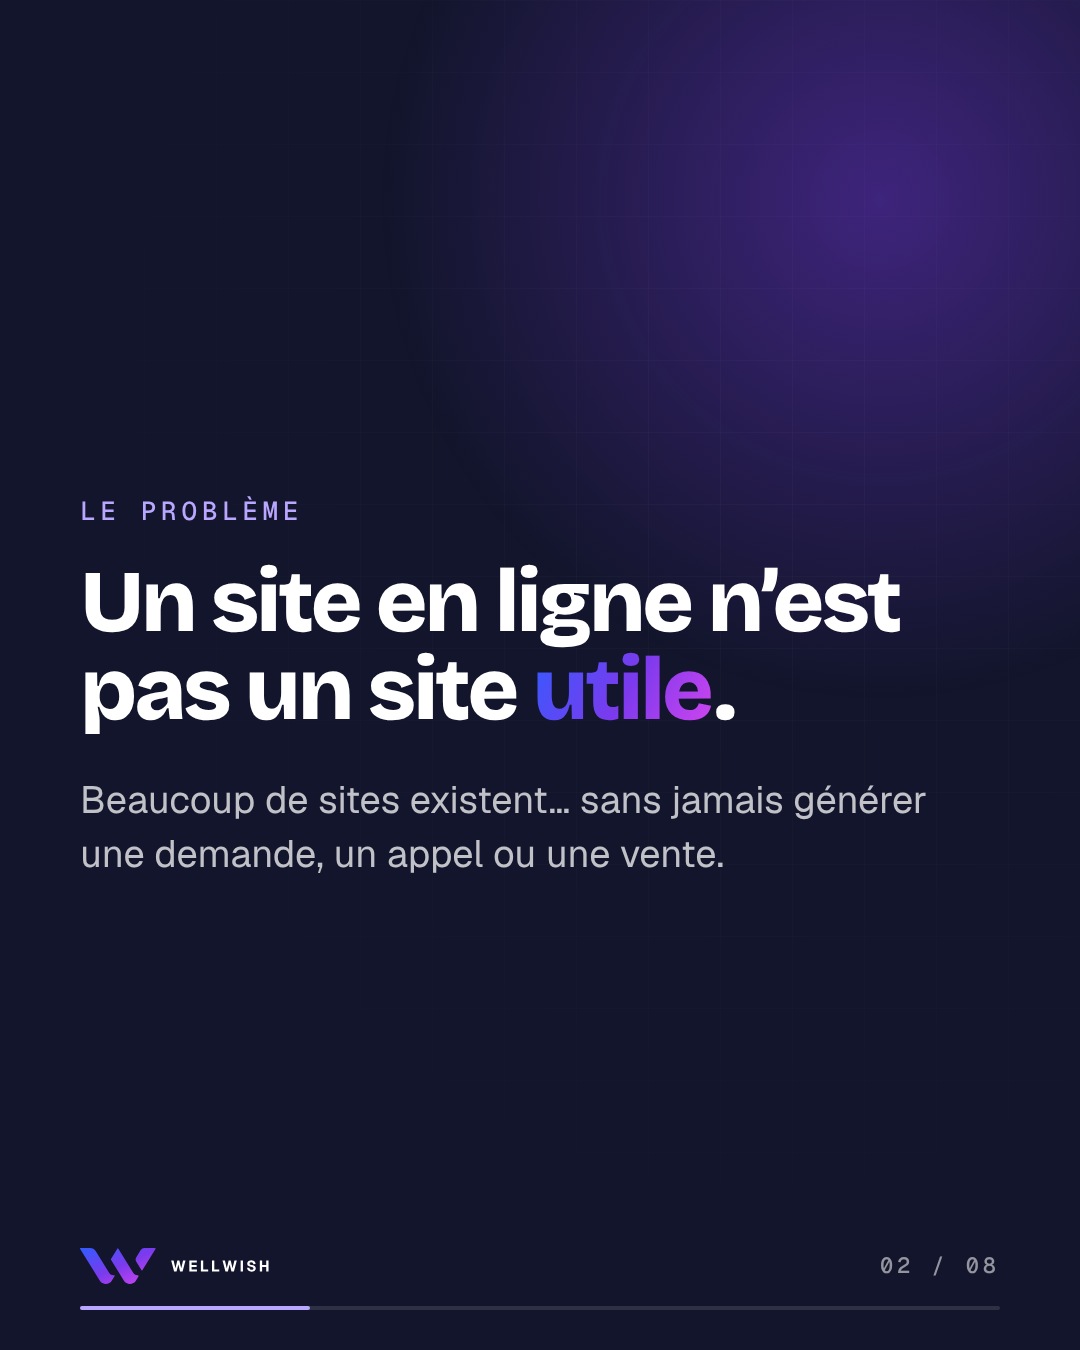 LE PROBLÈME
Un site en ligne n’est
pas un site utile.
Beaucoup de sites existent… sans jamais générer
une demande, un appel ou une vente.
WELLWISH
02 / 08